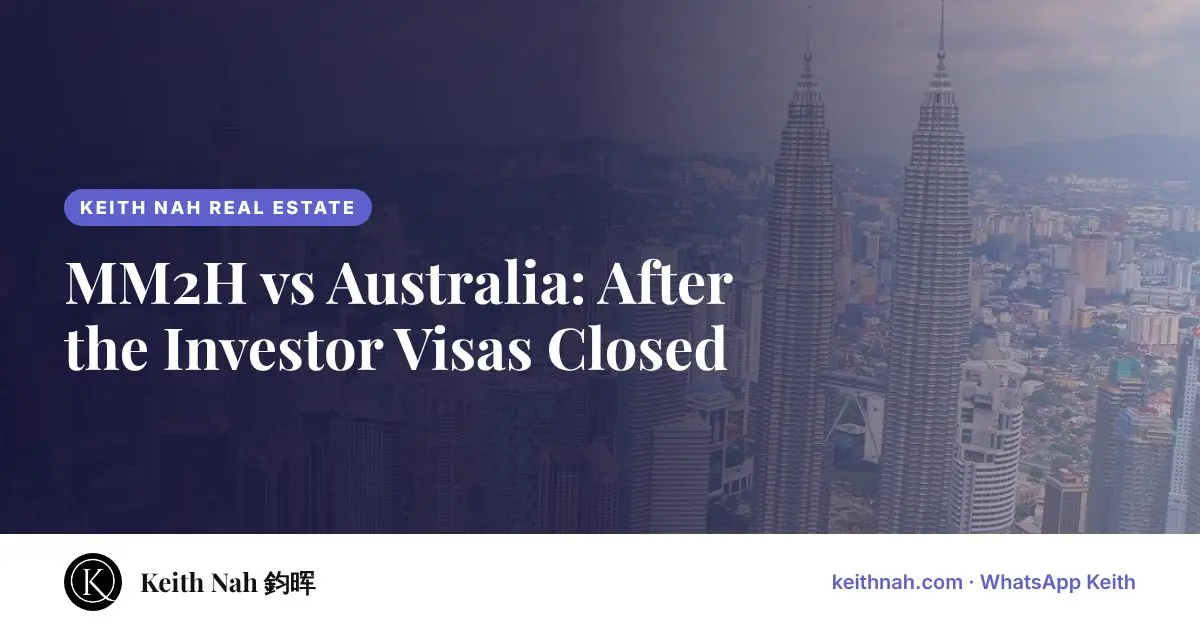 KEITH NAH REAL ESTATE
MM2H vs Australia: After
the Investor Visas Closed
K
Keith Nah 鈞晖
keithnah.com · WhatsApp Keith